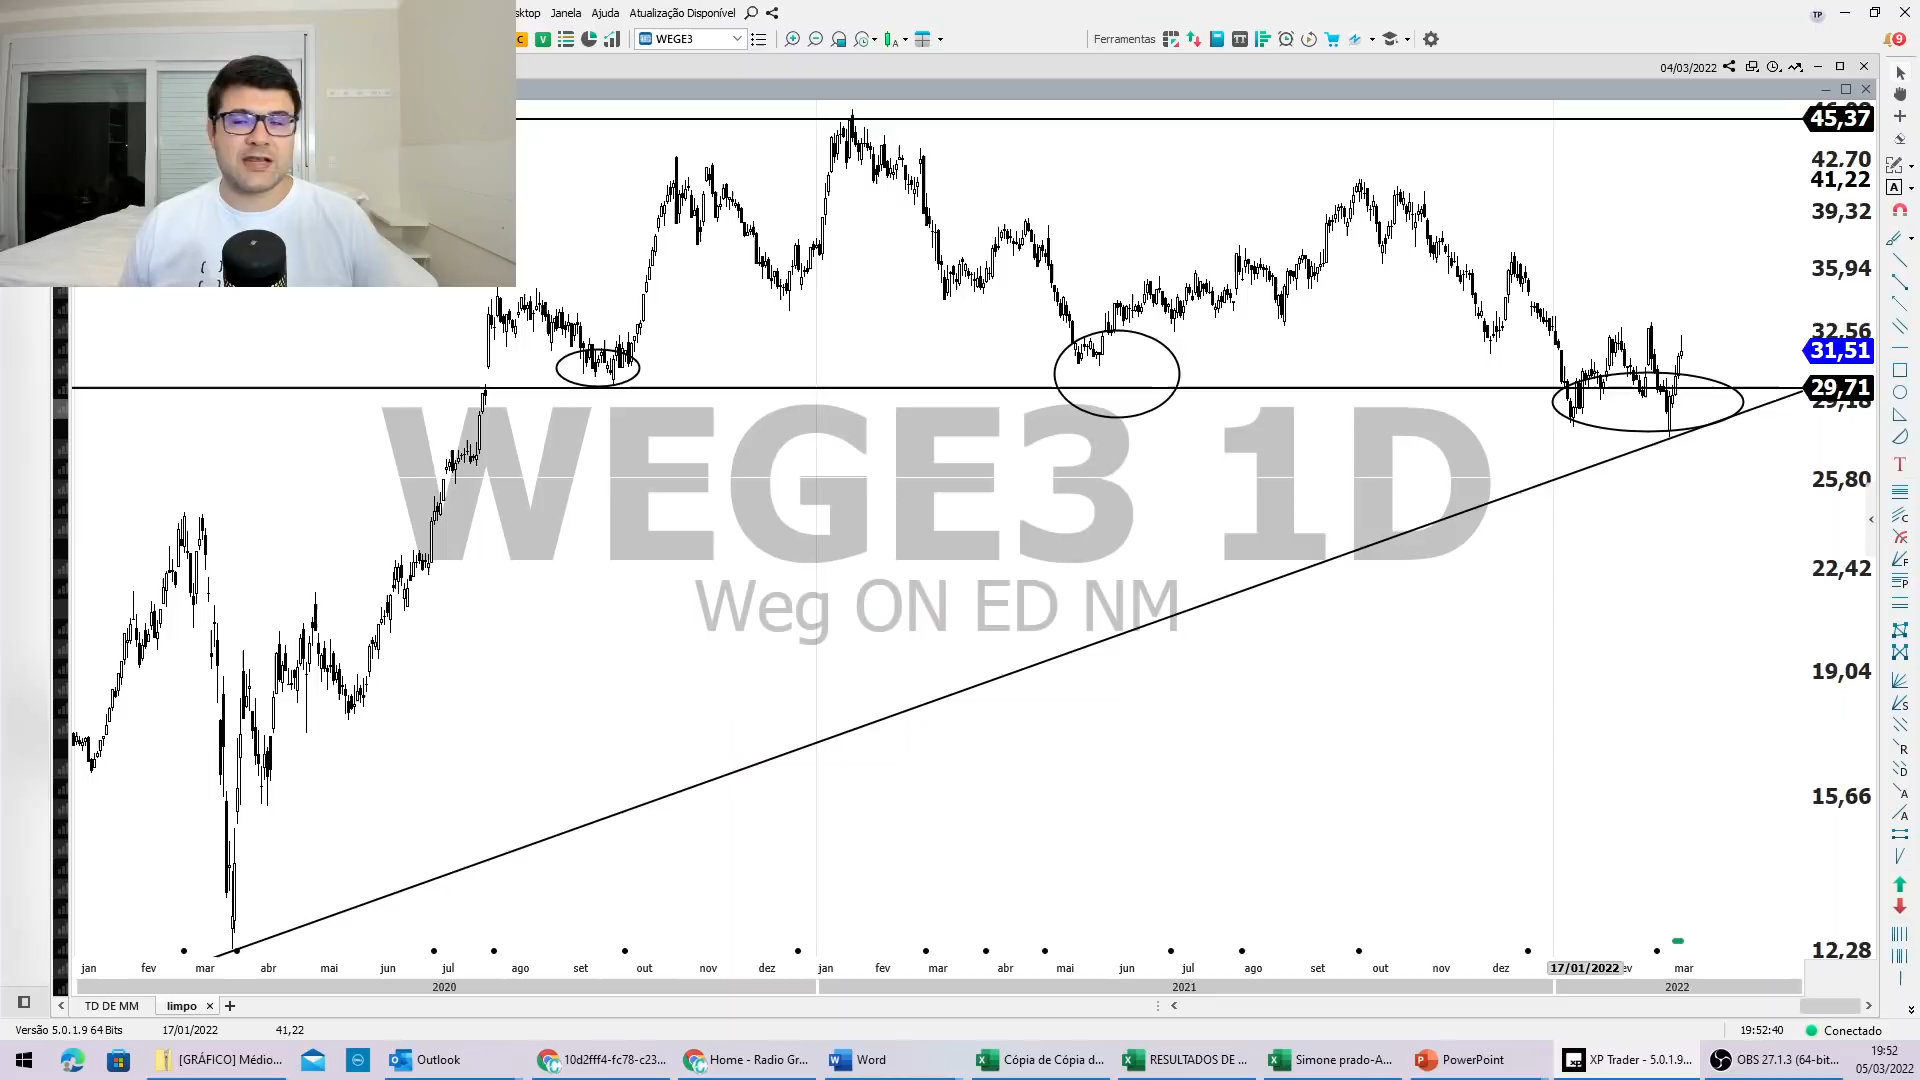 sktop Janela Ajuda Atualização Disponível
TP
WEGE3
Ferramentas
9
04/03/2022
45,37
42,70
41,22
39,32
35,94
32,56
31,51
29,71
25,80
22,42
19,04
15,66
12,28
WEGE3 1D
Weg ON ED NM
jan fev mar abr mai jun jul ago set out nov dez jan fev mar abr mai jun jul ago set out nov dez 17/01/2022 ev mar
2020 2021 2022
TD DE MM limpo
Versão 5.0.1.9 64 Bits 17/01/2022 41,22 19:52:40 Conectado
[GRÁFICO] Médio... Outlook 10d2fff4-fc78-c23... Home - Radio Gr... Word Cópia de Cópia d... RESULTADOS DE ... Simone prado-A... PowerPoint XP Trader - 5.0.1.9... OBS 27.1.3 (64-bit... 19:52
05/03/2022